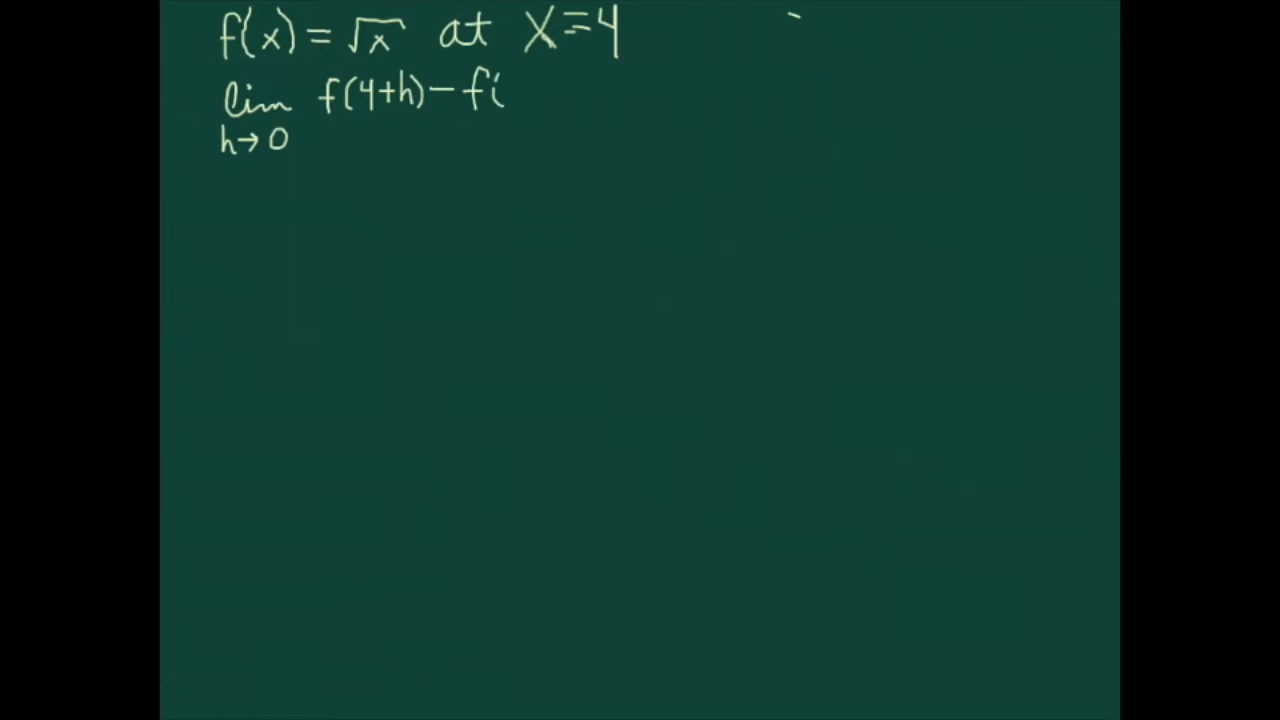 f(x) = √x at x=4
lim f(4+h) − f(
h→0